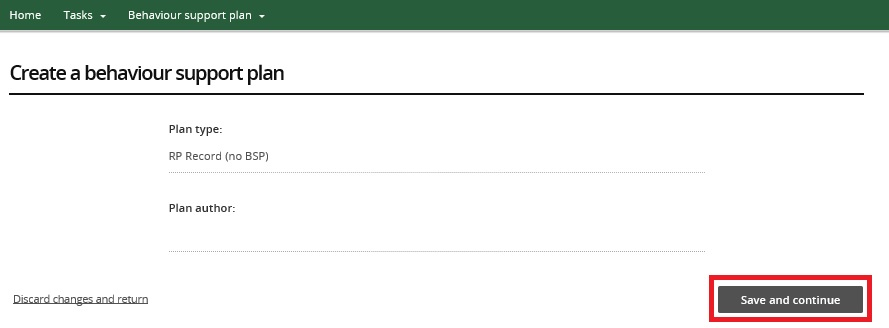 Home Tasks Behaviour support plan
Create a behaviour support plan
Plan type:
RP Record (no BSP)
Plan author:
Discard changes and return Save and continue